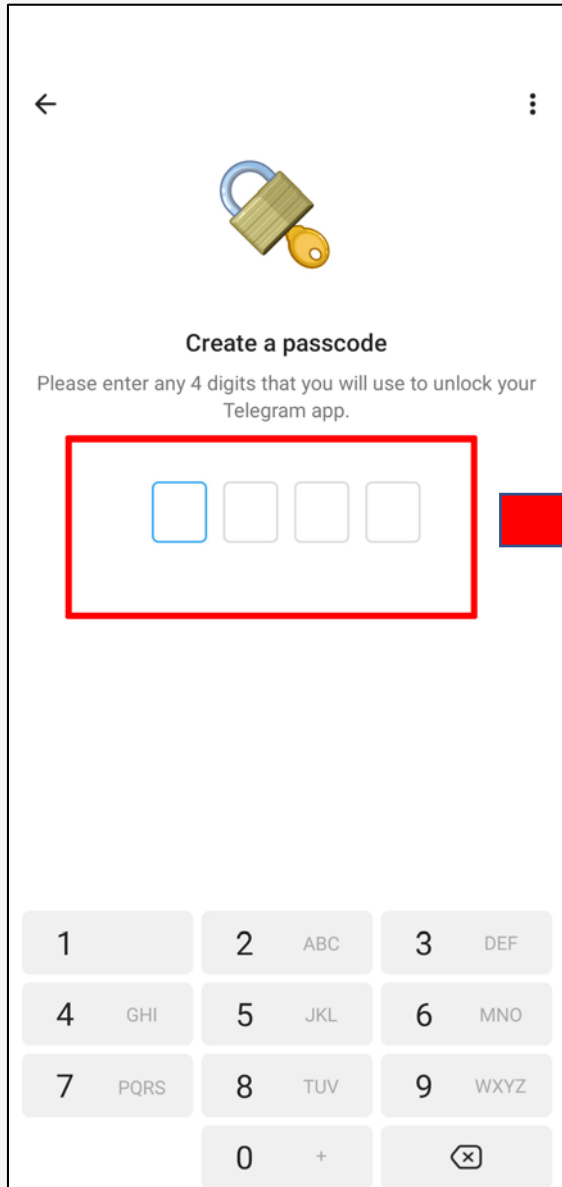 Create a passcode
Please enter any 4 digits that you will use to unlock your
Telegram app.
1 2 ABC 3 DEF
4 GHI 5 JKL 6 MNO
7 PQRS 8 TUV 9 WXYZ
0 +